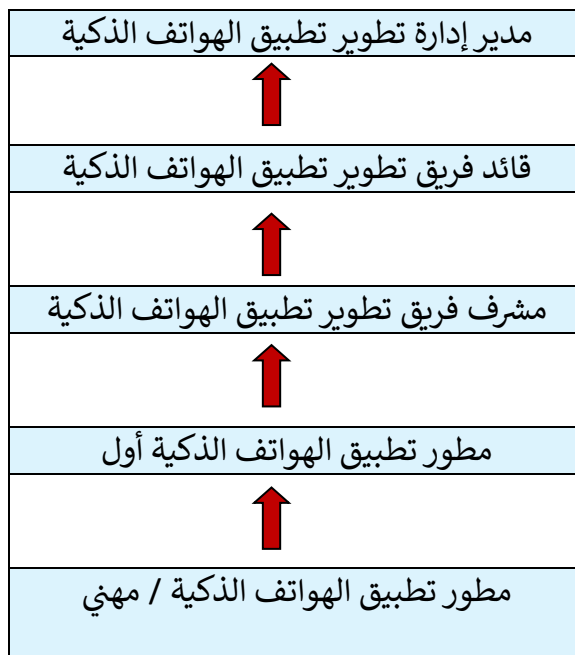 مدير إدارة تطوير تطبيق الهواتف الذكية
قائد فريق تطوير تطبيق الهواتف الذكية
مشرف فريق تطوير تطبيق الهواتف الذكية
مطور تطبيق الهواتف الذكية أول
مطور تطبيق الهواتف الذكية / مهني